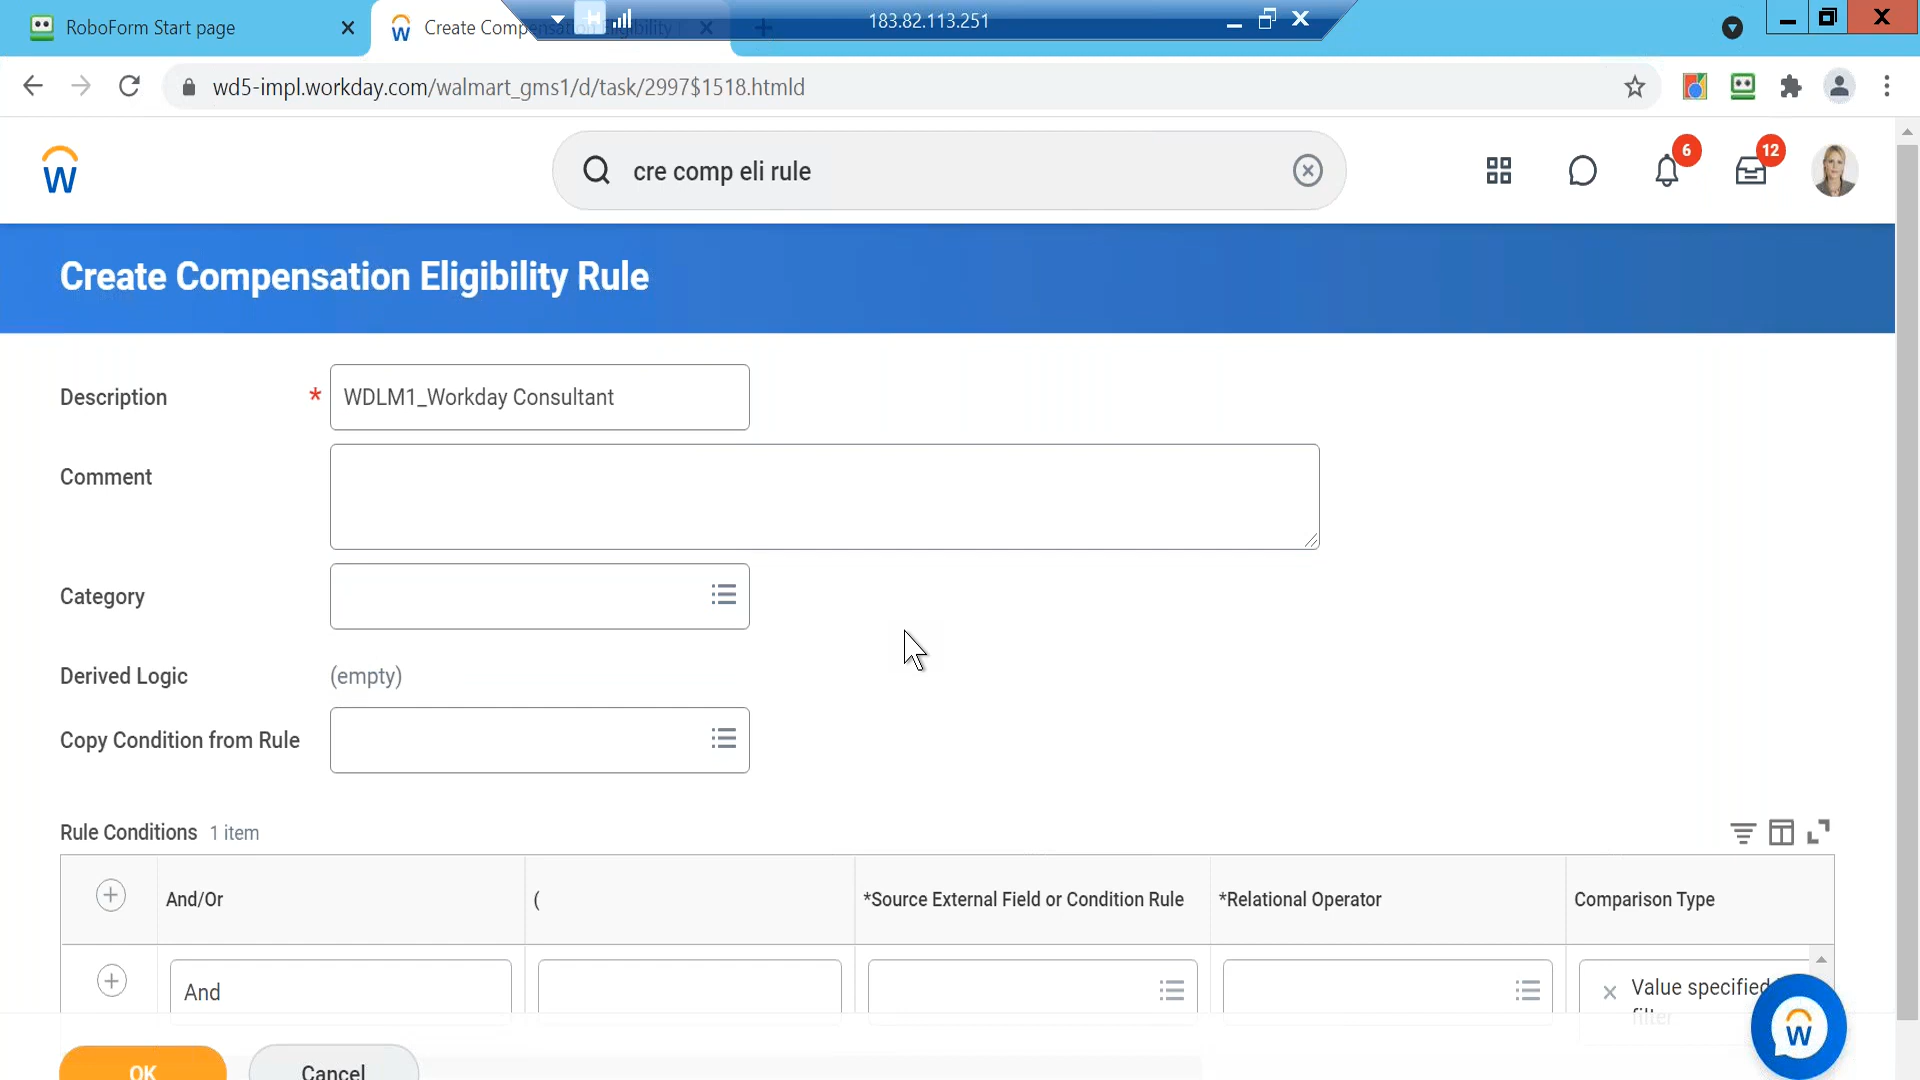 RoboForm Start page
Create Compensation Eligibility
183.82.113.251
wd5-impl.workday.com/walmart_gms1/d/task/2997$1518.htmld
W
cre comp eli rule
6
12
Create Compensation Eligibility Rule
Description * WDLM1_Workday Consultant
Comment
Category
Derived Logic (empty)
Copy Condition from Rule
Rule Conditions 1 item
And/Or ( *Source External Field or Condition Rule *Relational Operator Comparison Type
And Value specified
filter
OK Cancel
W